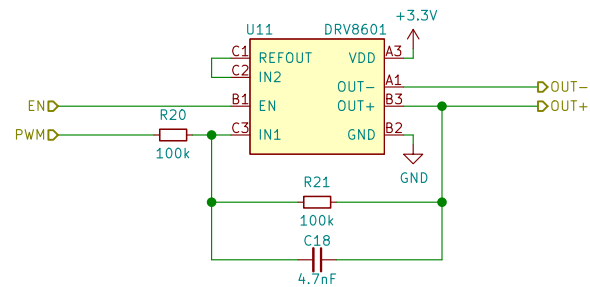 +3.3V
U11 DRV8601
C1 REFOUT VDD A3
C2 IN2
OUT- A1 OUT-
EN B1 EN OUT+ B3 OUT+
R20
PWM C3 IN1 GND B2
100k
GND
R21
100k
C18
4.7nF